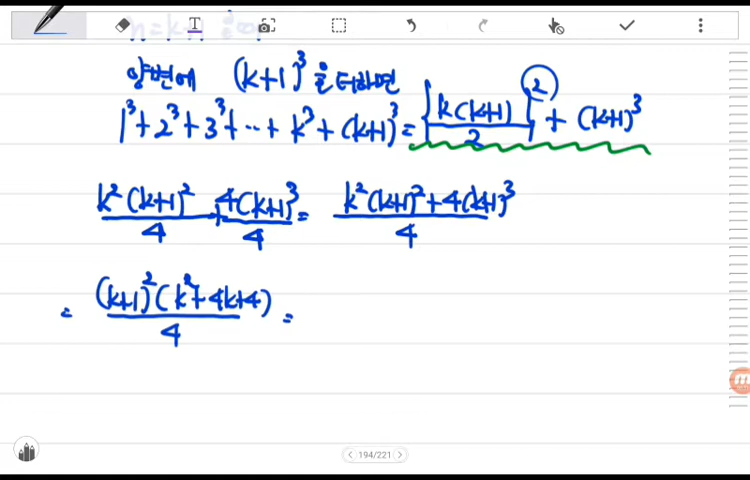 양변에 (k+1)³을 더하면
1³+2³+3³+‥+k³+(k+1)³={k(k+1)/2}²+(k+1)³
k²(k+1)²/4+4(k+1)³/4=k²(k+1)²+4(k+1)³/4
=(k+1)²(k²+4k+4)/4=
194/221